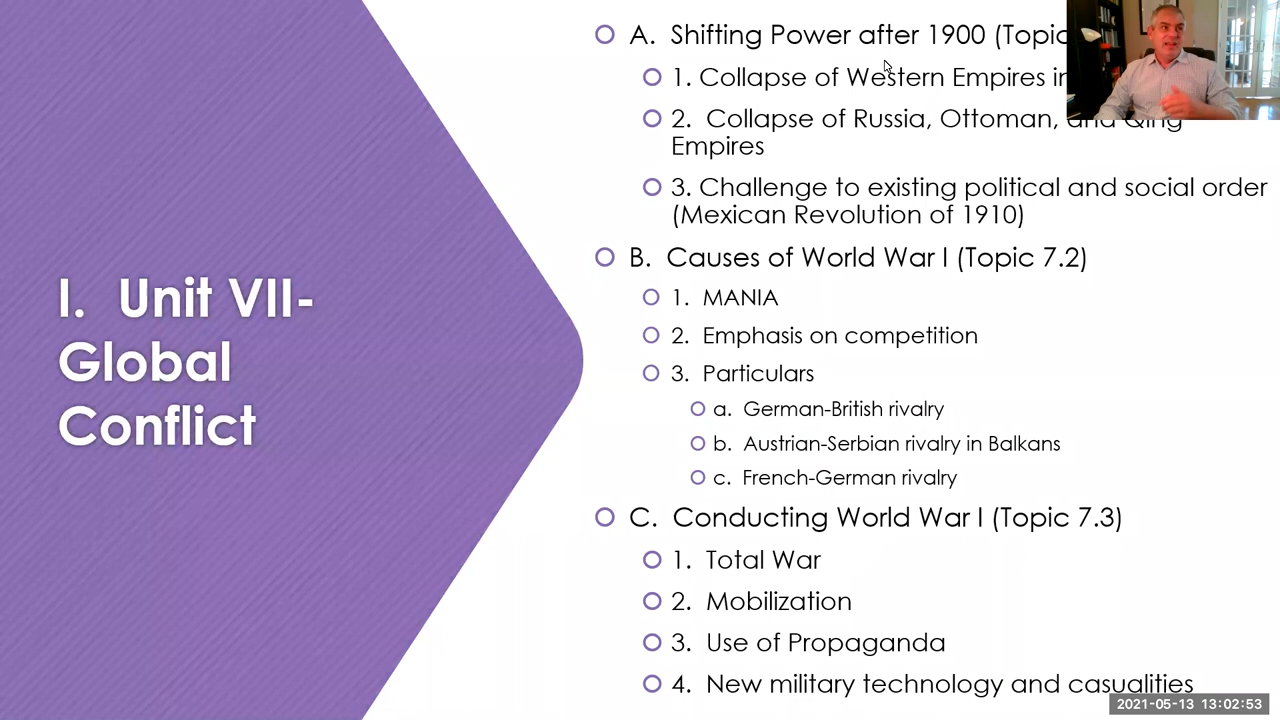 I. Unit VII-
Global
Conflict
A. Shifting Power after 1900 (Topic
1. Collapse of Western Empires in
2. Collapse of Russia, Ottoman, and Qing
Empires
3. Challenge to existing political and social order
(Mexican Revolution of 1910)
B. Causes of World War I (Topic 7.2)
1. MANIA
2. Emphasis on competition
3. Particulars
a. German-British rivalry
b. Austrian-Serbian rivalry in Balkans
c. French-German rivalry
C. Conducting World War I (Topic 7.3)
1. Total War
2. Mobilization
3. Use of Propaganda
4. New military technology and casualities
2021-05-13 13:02:53